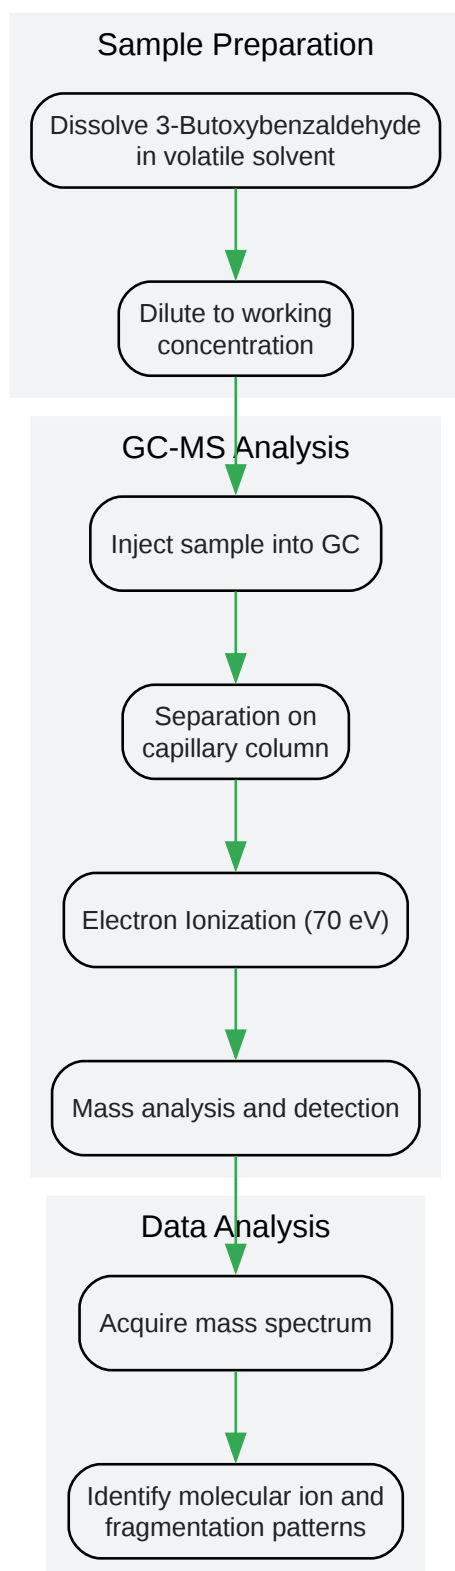 Sample Preparation
Dissolve 3-Butoxybenzaldehyde
in volatile solvent
Dilute to working
concentration
GC-MS Analysis
Inject sample into GC
Separation on
capillary column
Electron Ionization (70 eV)
Mass analysis and detection
Data Analysis
Acquire mass spectrum
Identify molecular ion and
fragmentation patterns